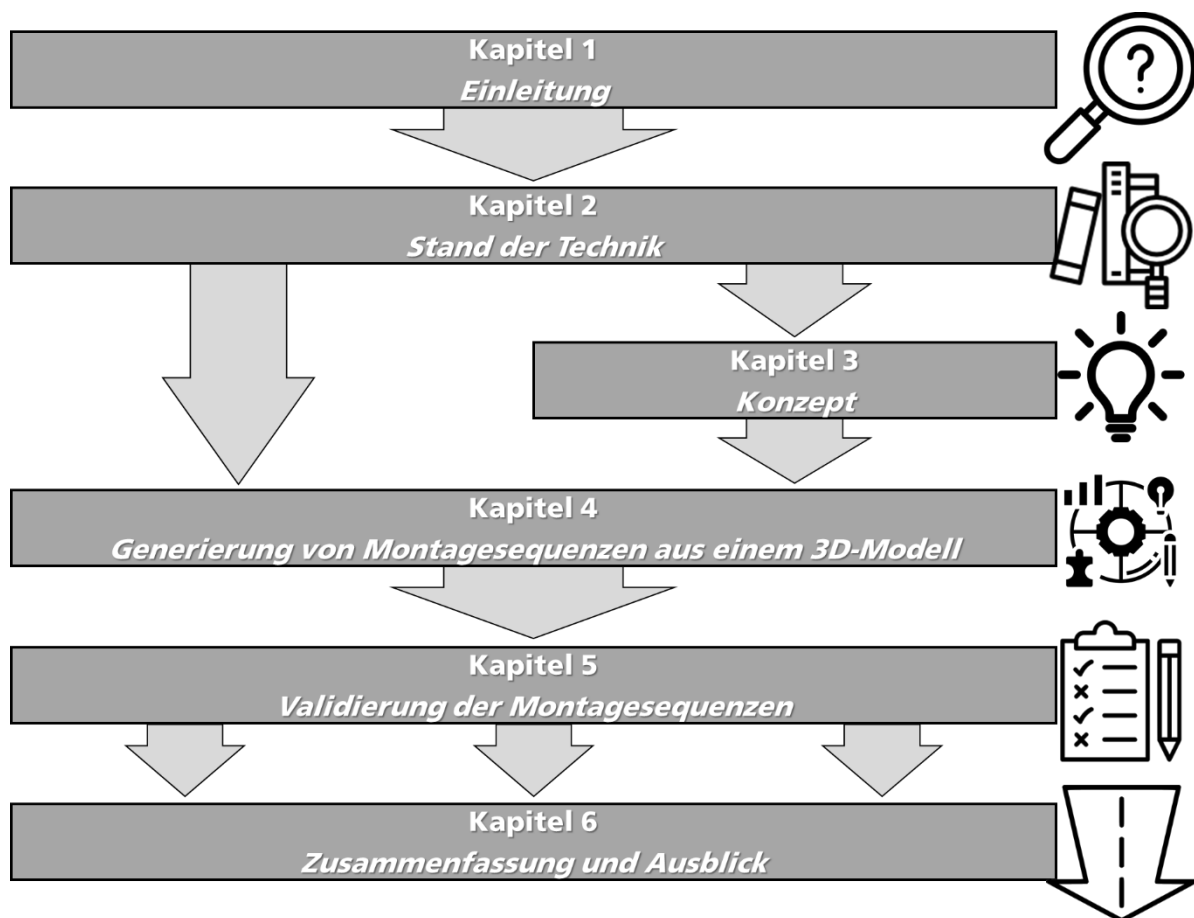 Kapitel 1
Einleitung
?
Kapitel 2
Stand der Technik
Kapitel 3
Konzept
Kapitel 4
Generierung von Montagesequenzen aus einem 3D-Modell
Kapitel 5
Validierung der Montagesequenzen
Kapitel 6
Zusammenfassung und Ausblick